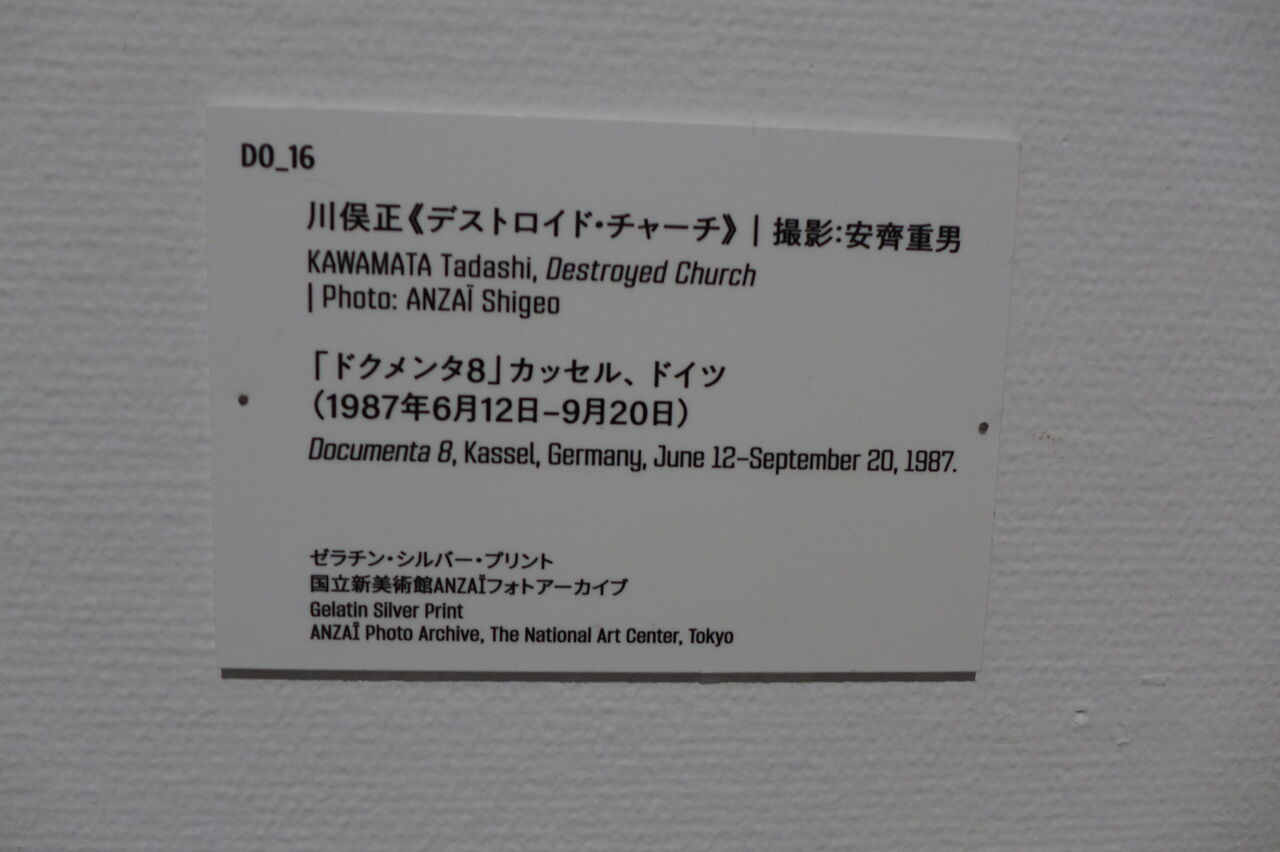 DO_16
川俣正《デストロイド・チャーチ》 | 撮影:安齊重男
KAWAMATA Tadashi, Destroyed Church
| Photo: ANZAÏ Shigeo
「ドクメンタ8」カッセル、ドイツ
（1987年6月12日–9月20日）
Documenta 8, Kassel, Germany, June 12–September 20, 1987.
ゼラチン・シルバー・プリント
国立新美術館ANZAÏフォトアーカイブ
Gelatin Silver Print
ANZAÏ Photo Archive, The National Art Center, Tokyo